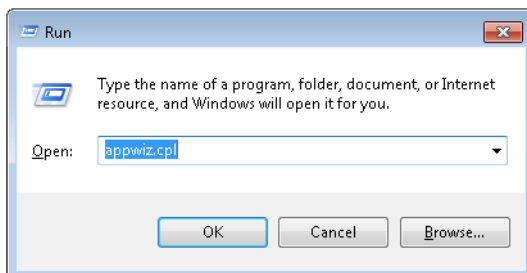 Run
Type the name of a program, folder, document, or Internet
resource, and Windows will open it for you.
Open: appwiz.cpl
OK Cancel Browse...